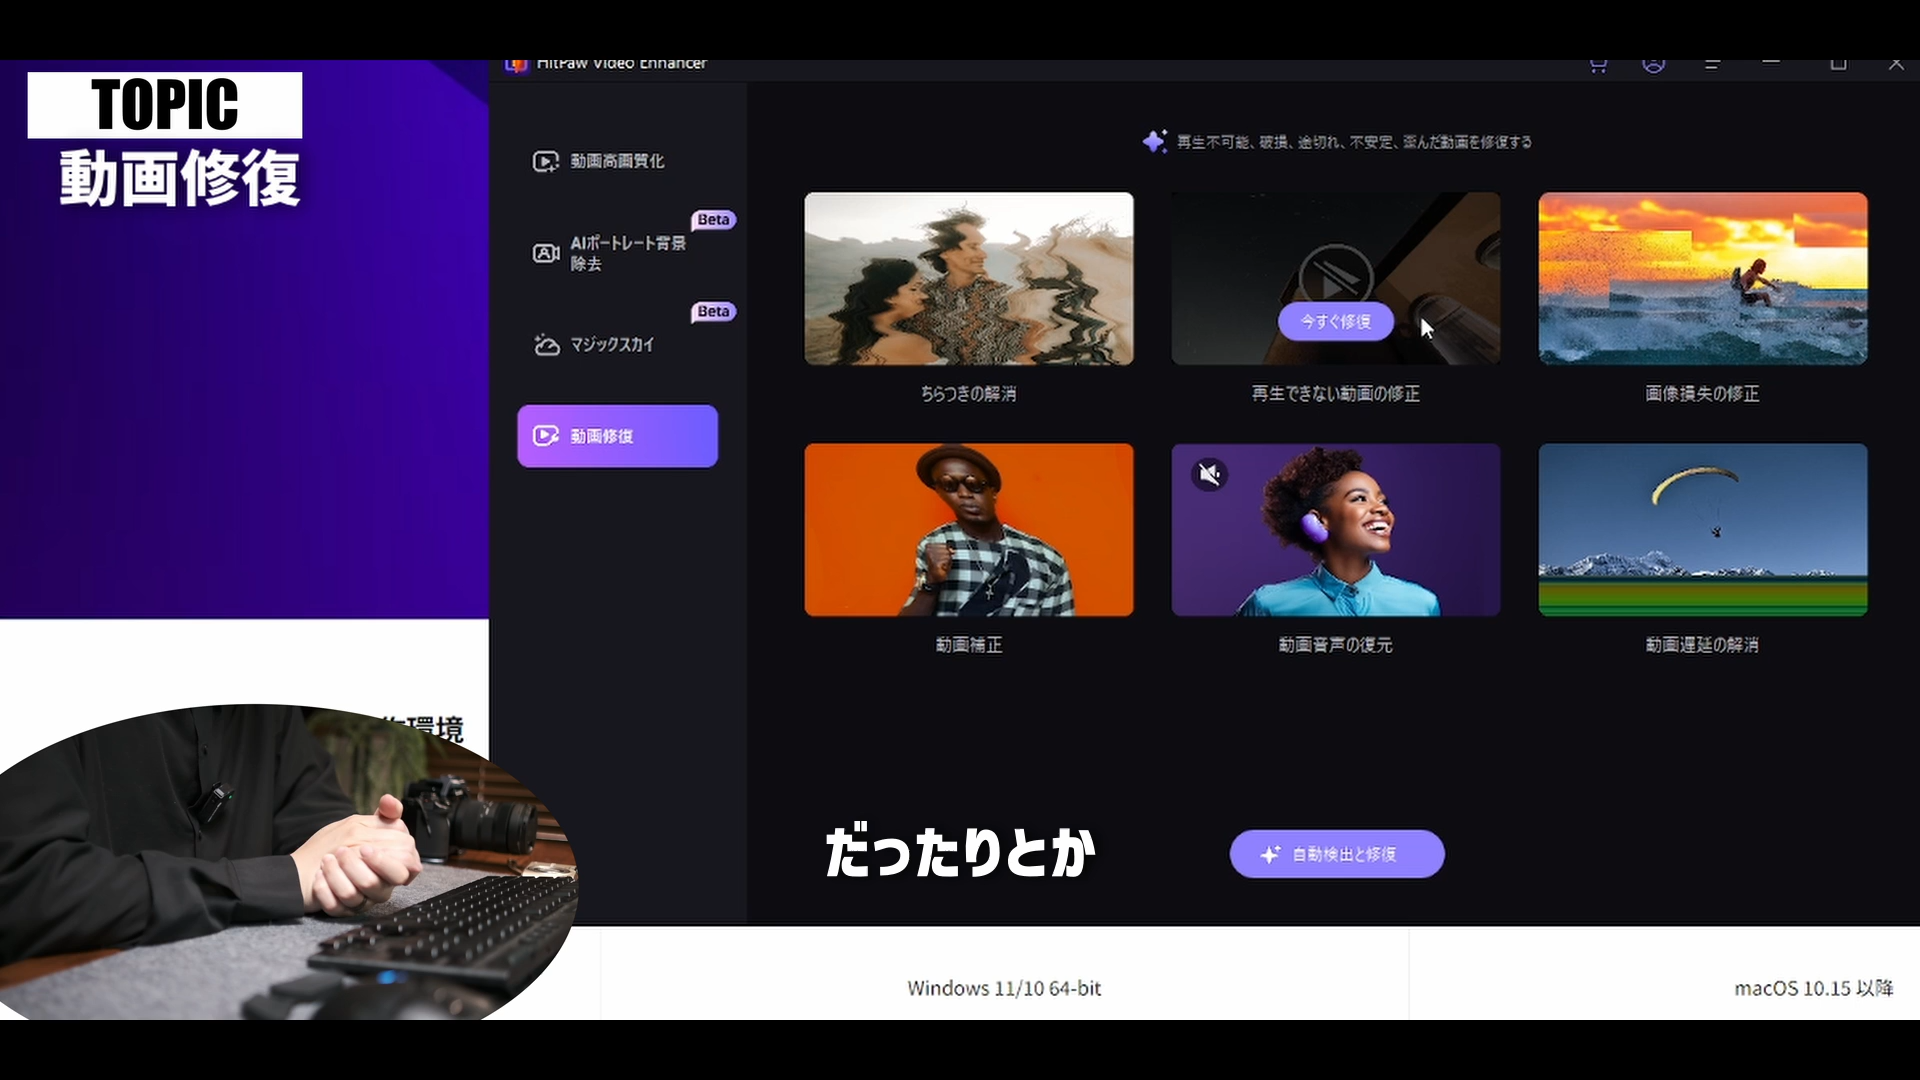 TOPIC
動画修復
HitPaw Video Enhancer
動画高画質化
Beta
AIポートレート背景
除去
Beta
マジックスカイ
動画修復
再生不可能、破損、途切れ、不安定、歪んだ動画を修復する
今すぐ修復
ちらつきの解消
再生できない動画の修正
画像損失の修正
動画補正
動画音声の復元
動画遅延の解消
環境
だったりとか
自動検出と修復
Windows 11/10 64-bit
macOS 10.15 以降